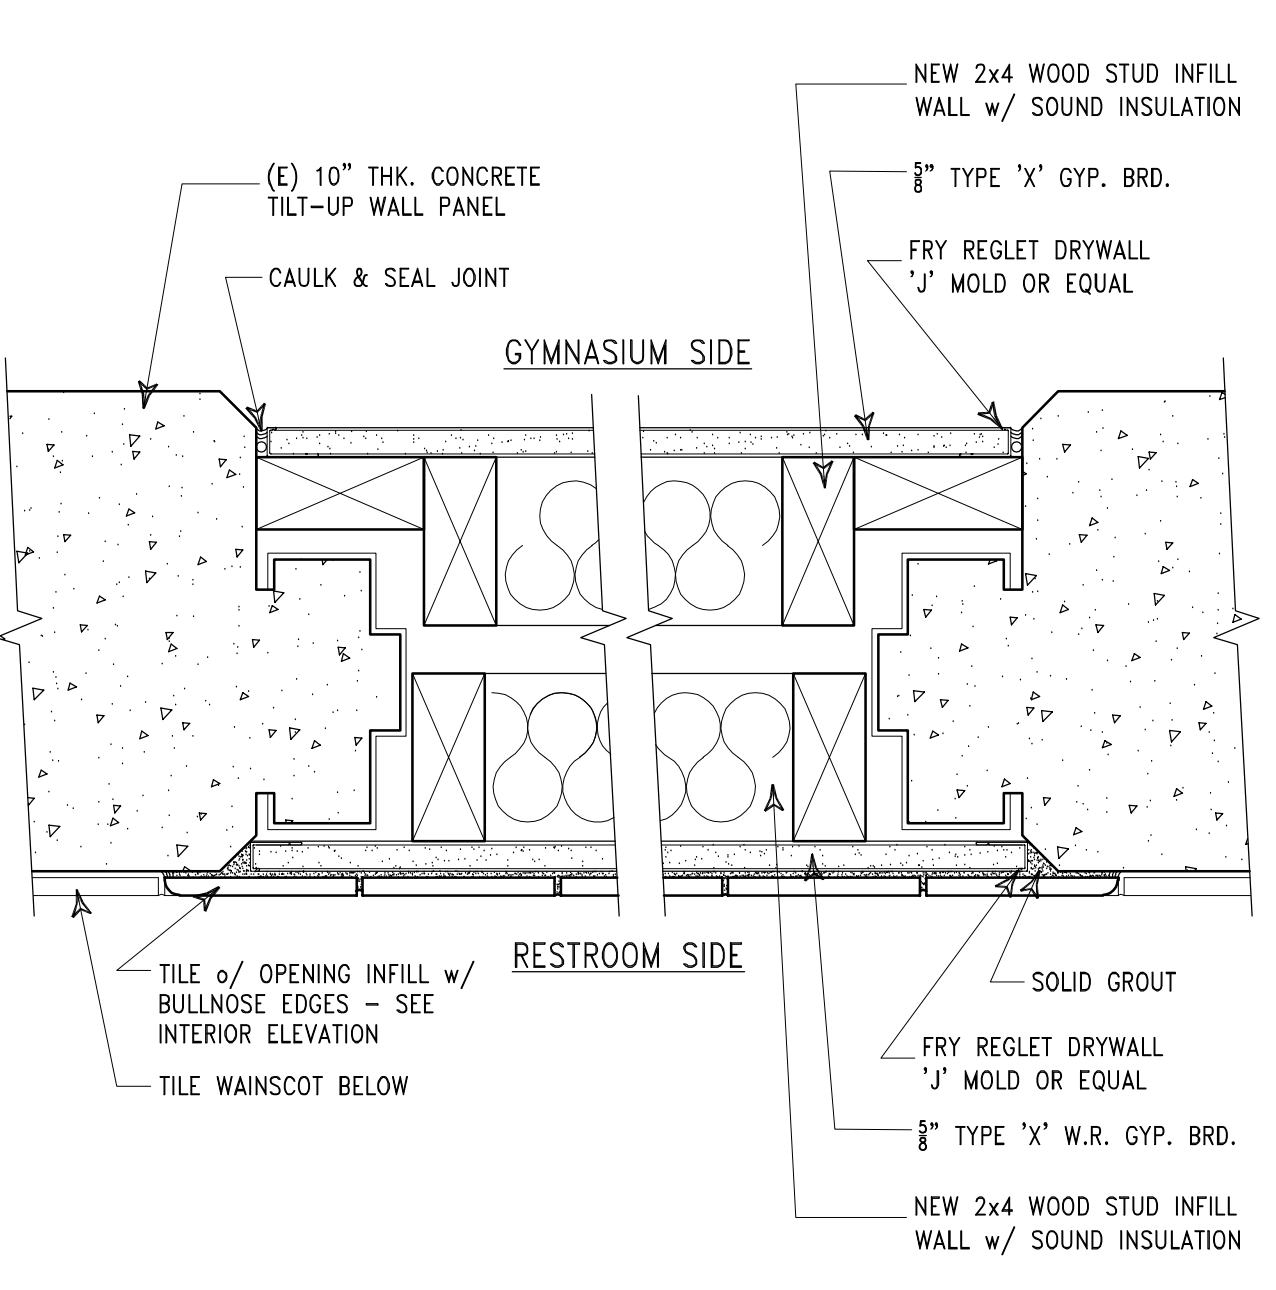 NEW 2x4 WOOD STUD INFILL
WALL w/ SOUND INSULATION
(E) 10" THK. CONCRETE
TILT-UP WALL PANEL
5/8" TYPE 'X' GYP. BRD.
CAULK & SEAL JOINT
FRY REGLET DRYWALL
'J' MOLD OR EQUAL
GYMNASIUM SIDE
RESTROOM SIDE
TILE o/ OPENING INFILL w/
BULLNOSE EDGES - SEE
INTERIOR ELEVATION
TILE WAINSCOT BELOW
SOLID GROUT
FRY REGLET DRYWALL
'J' MOLD OR EQUAL
5/8" TYPE 'X' W.R. GYP. BRD.
NEW 2x4 WOOD STUD INFILL
WALL w/ SOUND INSULATION